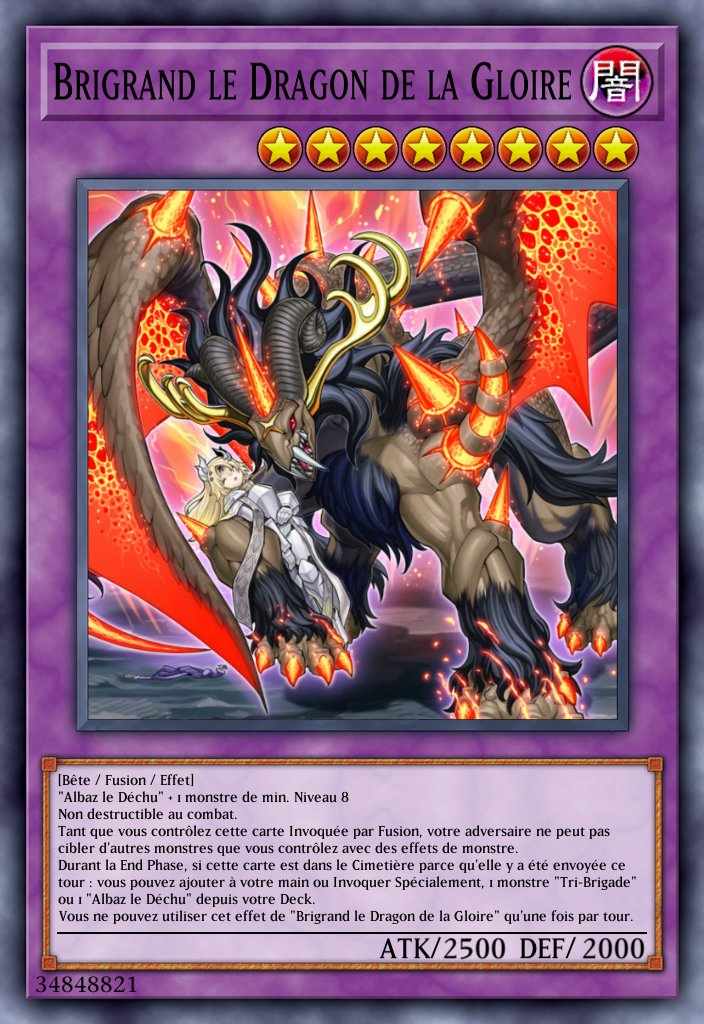 Brigrand le Dragon de la Gloire
闇
[Bête / Fusion / Effet]
"Albaz le Déchu" + 1 monstre de min. Niveau 8
Non destructible au combat.
Tant que vous contrôlez cette carte Invoquée par Fusion, votre adversaire ne peut pas
cibler d'autres monstres que vous contrôlez avec des effets de monstre.
Durant la End Phase, si cette carte est dans le Cimetière parce qu'elle y a été envoyée ce
tour : vous pouvez ajouter à votre main ou Invoquer Spécialement, 1 monstre "Tri-Brigade"
ou 1 "Albaz le Déchu" depuis votre Deck.
Vous ne pouvez utiliser cet effet de "Brigrand le Dragon de la Gloire" qu'une fois par tour.
ATK/2500 DEF/ 2000
34848821